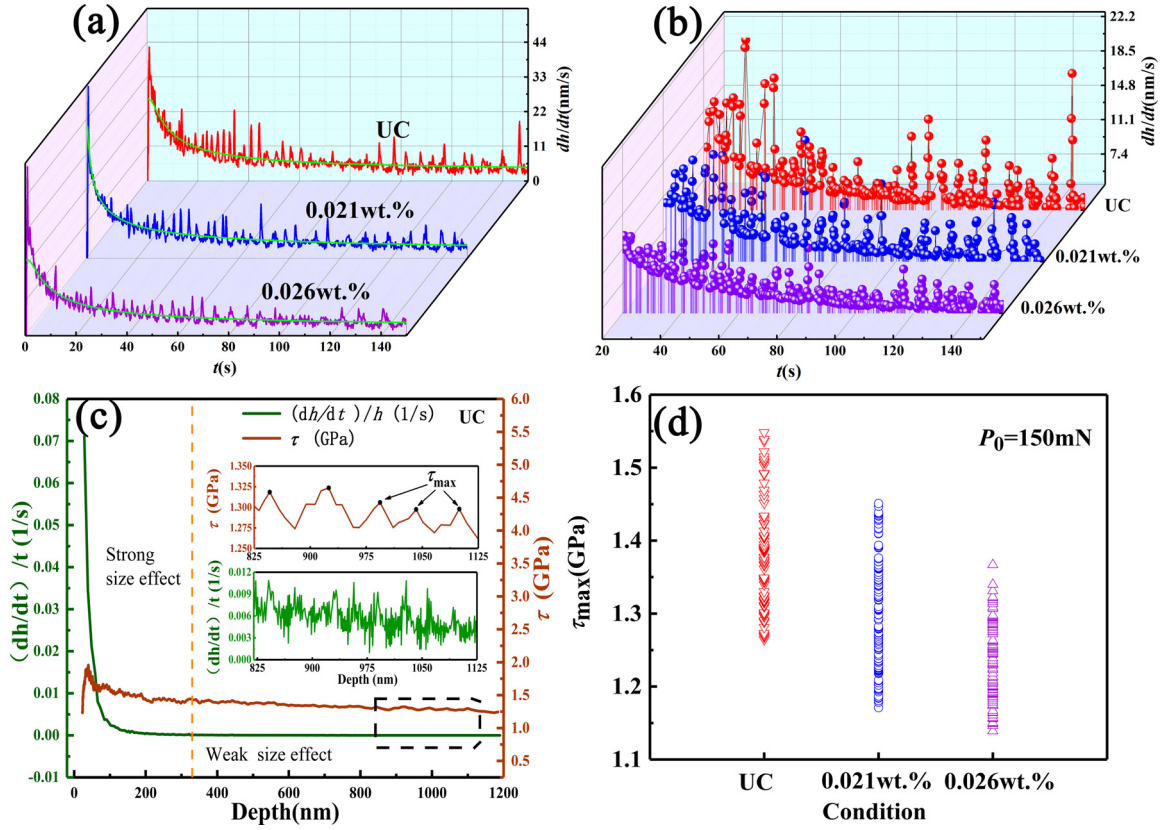 (a)
44
33
22
11
0
dh/dt(nm/s)
UC
0.021wt.%
0.026wt.%
0 20 40 60 80 100 120 140
t(s)
(b)
22.2
18.5
14.8
11.1
7.4
dh/dt(nm/s)
UC
0.021wt.%
0.026wt.%
20 40 60 80 100 120 140
t(s)
(c)
0.08
0.07
0.06
0.05
0.04
0.03
0.02
0.01
0.00
-0.01
(dh/dt) /t (1/s)
(dh/dt )/h (1/s)
τ (GPa)
UC
6.0
5.5
5.0
4.5
4.0
3.5
3.0
2.5
2.0
1.5
1.0
0.5
τ (GPa)
1.350
1.325
1.300
1.275
1.250
τ (GPa)
τmax
825 900 975 1050 1125
Strong
size effect
0.012
0.009
0.006
0.003
0.000
(dh/dt) /t (1/s)
825 900 975 1050 1125
Depth (nm)
Weak size effect
0 200 400 600 800 1000 1200
Depth(nm)
(d)
P0=150mN
1.6
1.5
1.4
1.3
1.2
1.1
τmax(GPa)
UC 0.021wt.% 0.026wt.%
Condition